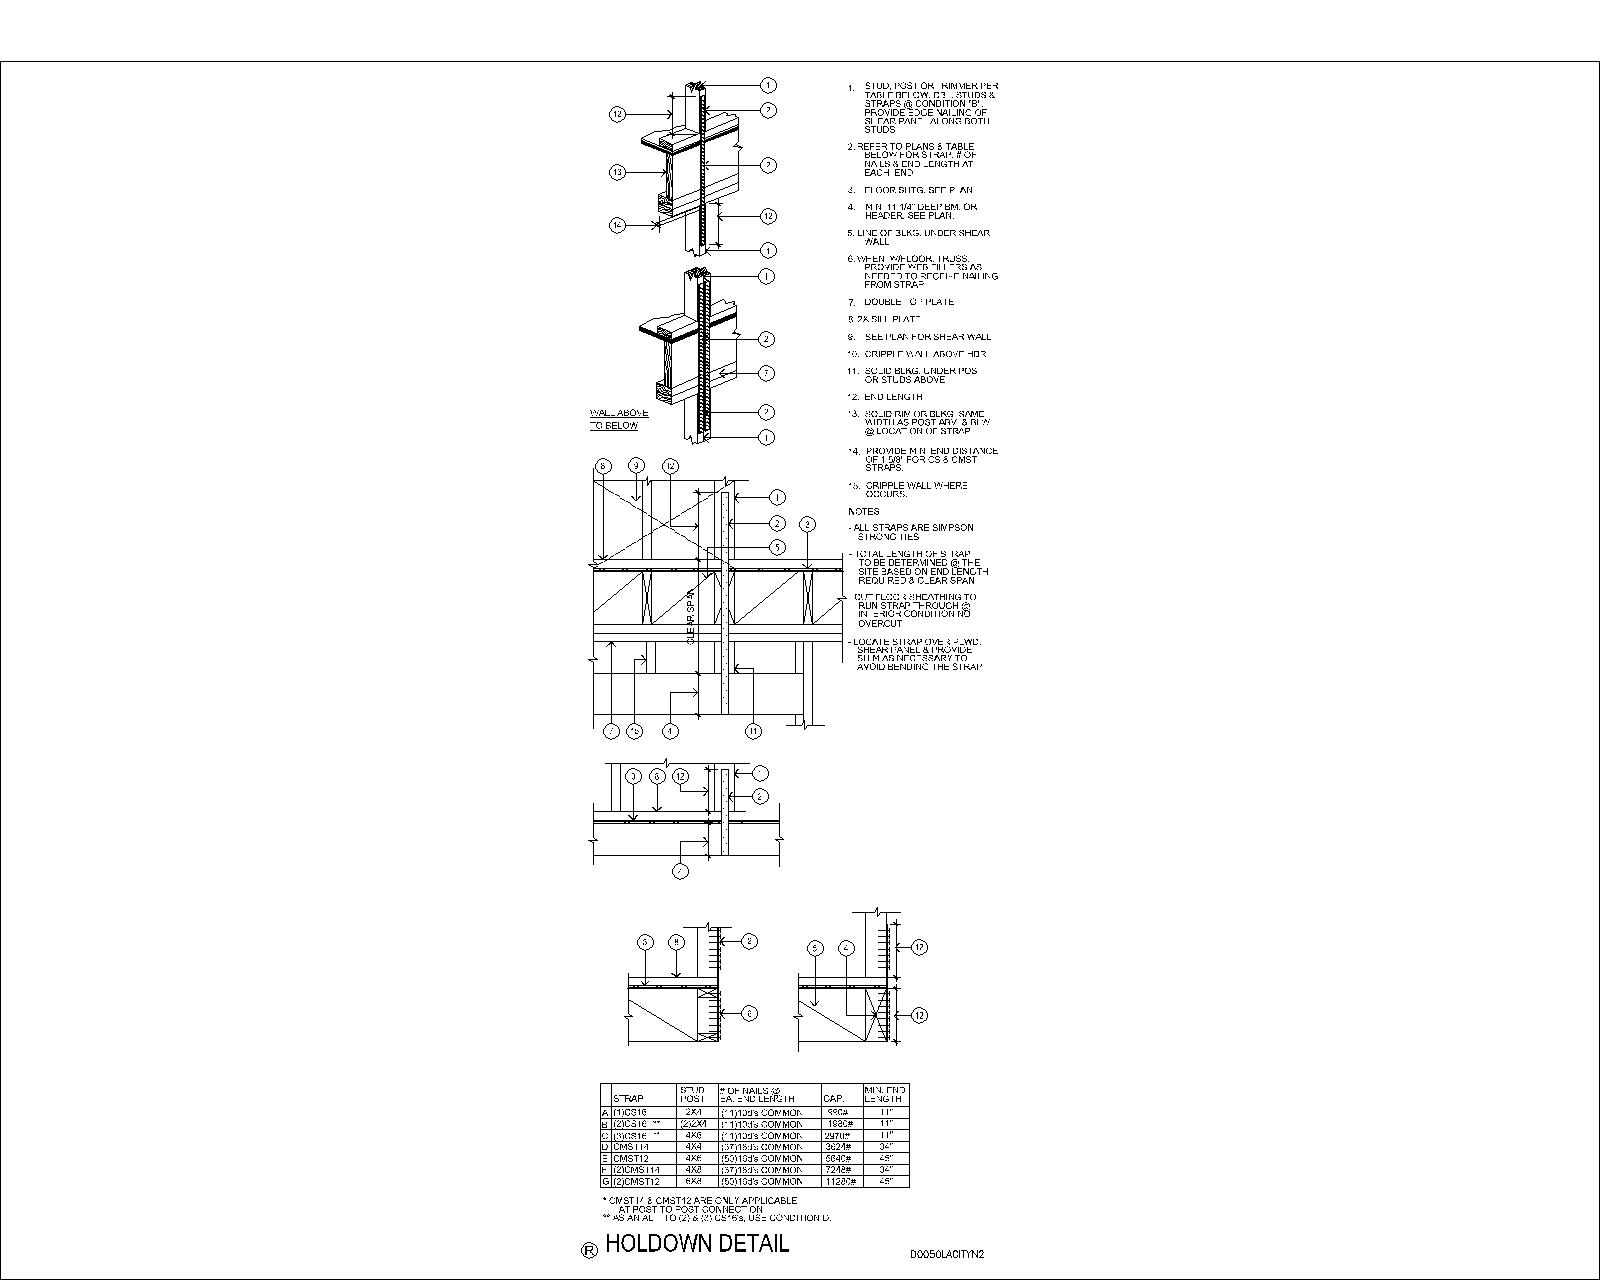 1. STUD, POST OR TRIMMER PER
TABLE BELOW. DBL. STUDS &
STRAPS @ CONDITION "B".
PROVIDE EDGE NAILING OF
SHEAR PANEL ALONG BOTH
STUDS
2. REFER TO PLANS & TABLE
BELOW FOR STRAP, # OF
NAILS & END LENGTH AT
EACH END
3. FLOOR SHTG. SEE PLAN
4. MIN. 11 1/4" DEEP BM. OR
HEADER. SEE PLAN.
5. LINE OF BLKG. UNDER SHEAR
WALL
6. WHEN W/FLOOR TRUSS,
PROVIDE WEB FILLERS AS
NEEDED TO RECEIVE NAILING
FROM STRAP
7. DOUBLE TOP PLATE
8. 2X SILL PLATE
9. SEE PLAN FOR SHEAR WALL
10. CRIPPLE WALL ABOVE HDR
11. SOLID BLKG. UNDER POS
OR STUDS ABOVE
12. END LENGTH
13. SOLID RIM OR BLKG. SAME
WIDTH AS POST ABV. & BLW
@ LOCATION OF STRAP
14. PROVIDE MIN. END DISTANCE
OF 1 5/8" FOR CS & CMST
STRAPS.
15. CRIPPLE WALL WHERE
OCCURS.
NOTES
- ALL STRAPS ARE SIMPSON
STRONG TIES
- TOTAL LENGTH OF STRAP
TO BE DETERMINED @ THE
SITE BASED ON END LENGTH
REQUIRED & CLEAR SPAN
- CUT FLOOR SHEATHING TO
RUN STRAP THROUGH @
INTERIOR CONDITION NO
OVERCUT
- LOCATE STRAP OVER PLWD.
SHEAR PANEL & PROVIDE
SHIM AS NECESSARY TO
AVOID BENDING THE STRAP
1
2
12
13
2
12
14
1
1
2
7
2
1
WALL ABOVE
TO BELOW
8 9 12
1
2 3
5
CLEAR SPAN
7 15 4 11
3 8 12 1
2
4
3 8 2
6
5 4 12
12
STRAP STUD POST # OF NAILS @ EA. END LENGTH CAP. MIN. END LENGTH
A (1)CS16 2X4 (11)10d's COMMON 990# 11"
B (2)CS16 ** (2)2X4 (11)10d's COMMON 1980# 11"
C (3)CS16 ** 4X6 (11)10d's COMMON 2970# 11"
D CMST14 4X4 (37)16d's COMMON 3624# 34"
E CMST12 4X6 (50)16d's COMMON 5640# 45"
F (2)CMST14 4X8 (37)16d's COMMON 7248# 34"
G (2)CMST12 6X8 (50)16d's COMMON 11280# 45"
* CMST14 & CMST12 ARE ONLY APPLICABLE
AT POST TO POST CONNECTION
** AS AN ALT. TO (2) & (3) CS16's, USE CONDITION D.
R HOLDOWN DETAIL
D0050LACITYN2